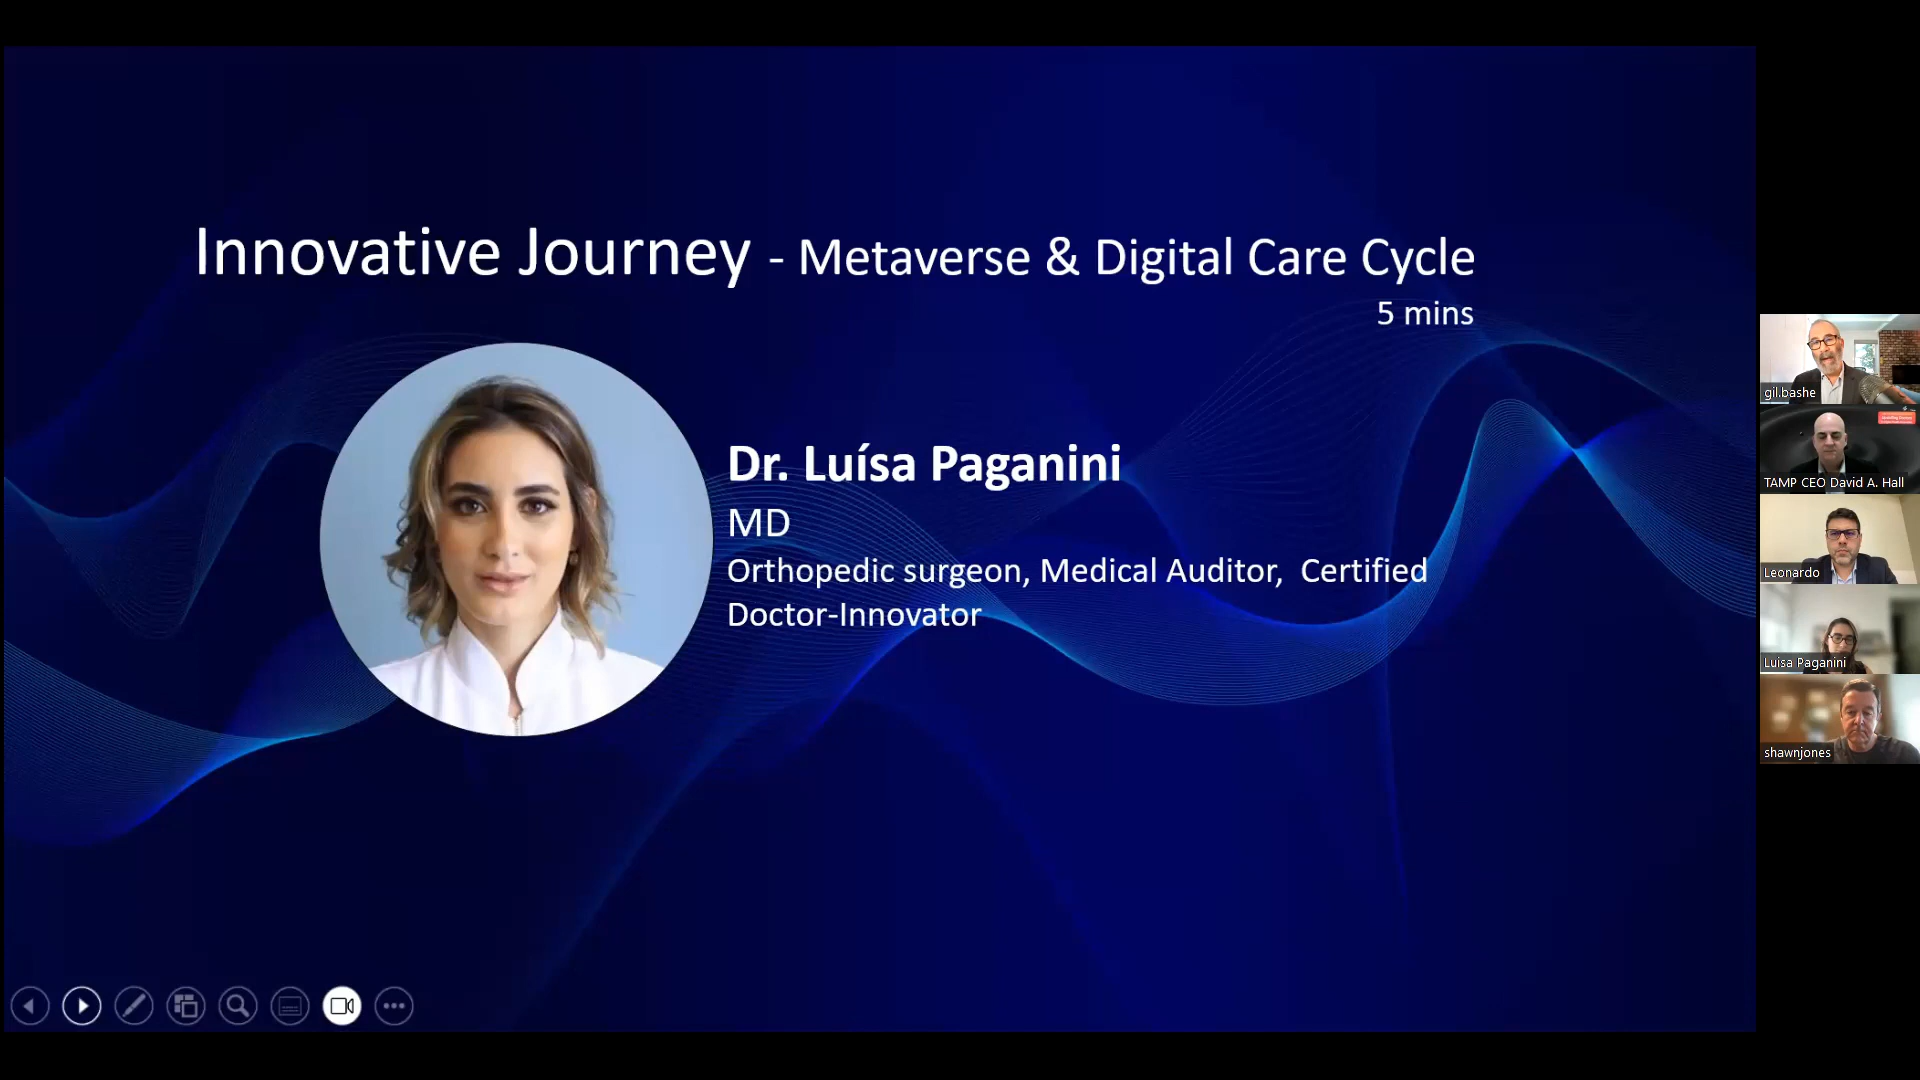 Innovative Journey - Metaverse & Digital Care Cycle
5 mins
Dr. Luísa Paganini
MD
Orthopedic surgeon, Medical Auditor, Certified
Doctor-Innovator
gil.bashe
TAMP CEO David A. Hall
Leonardo
Luísa Paganini
shawnjones